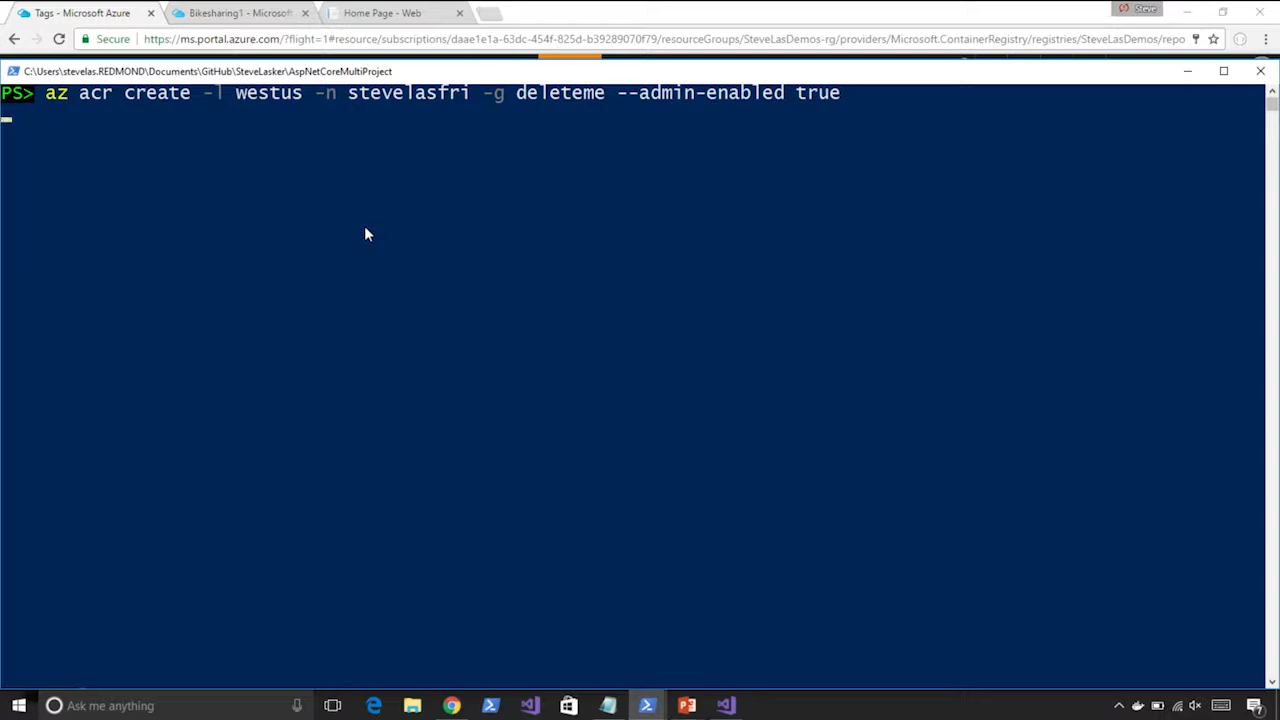 Tags - Microsoft Azure
Bikesharing1 - Microsoft
Home Page - Web
Steve
Secure
https://ms.portal.azure.com/?flight=1#resource/subscriptions/daae1e1a-63dc-454f-825d-b39289070f79/resourceGroups/SteveLasDemos-rg/providers/Microsoft.ContainerRegistry/registries/SteveLasDemos/repo
C:\Users\stevelas.REDMOND\Documents\GitHub\SteveLasker\AspNetCoreMultiProject
PS> az acr create -l westus -n stevelasfri -g deleteme --admin-enabled true
Ask me anything